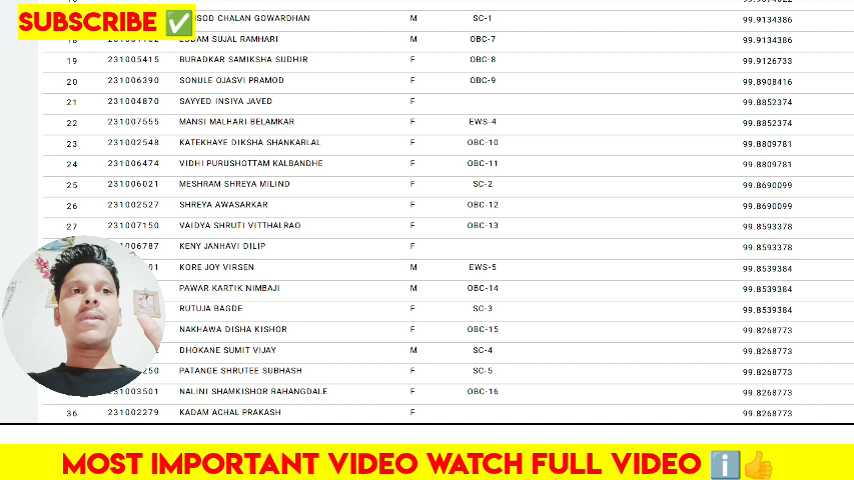 SUBSCRIBE ✅
CHALAN GOWARDHAN M SC-1 99.9134386
SUJAL RAMHARI M OBC-7 99.9134386
19 231005415 BURADKAR SAMIKSHA SUDHIR F OBC-8 99.9126733
20 231006390 SONULE OJASVI PRAMOD F OBC-9 99.8908416
21 231004870 SAYYED INSIYA JAVED F 99.8852374
22 231007555 MANSI MALHARI BELAMKAR F EWS-4 99.8852374
23 231002548 KATEKHAYE DIKSHA SHANKARLAL F OBC-10 99.8809781
24 231006474 VIDHI PURUSHOTTAM KALBANDHE F OBC-11 99.8809781
25 231006021 MESHRAM SHREYA MILIND F SC-2 99.8690099
26 231002527 SHREYA AWASARKAR F OBC-12 99.8690099
27 231007150 VAIDYA SHRUTI VITTHALRAO F OBC-13 99.8593378
KENY JANHAVI DILIP F 99.8593378
KORE JOY VIRSEN M EWS-5 99.8539384
PAWAR KARTIK NIMBAJI M OBC-14 99.8539384
RUTUJA BAGDE F SC-3 99.8539384
NAKHAWA DISHA KISHOR F OBC-15 99.8268773
DHOKANE SUMIT VIJAY M SC-4 99.8268773
PATANGE SHRUTEE SUBHASH F SC-5 99.8268773
NALINI SHAMKISHOR RAHANGDALE F OBC-16 99.8268773
36 231002279 KADAM ACHAL PRAKASH F 99.8268773
MOST IMPORTANT VIDEO WATCH FULL VIDEO ℹ️👍